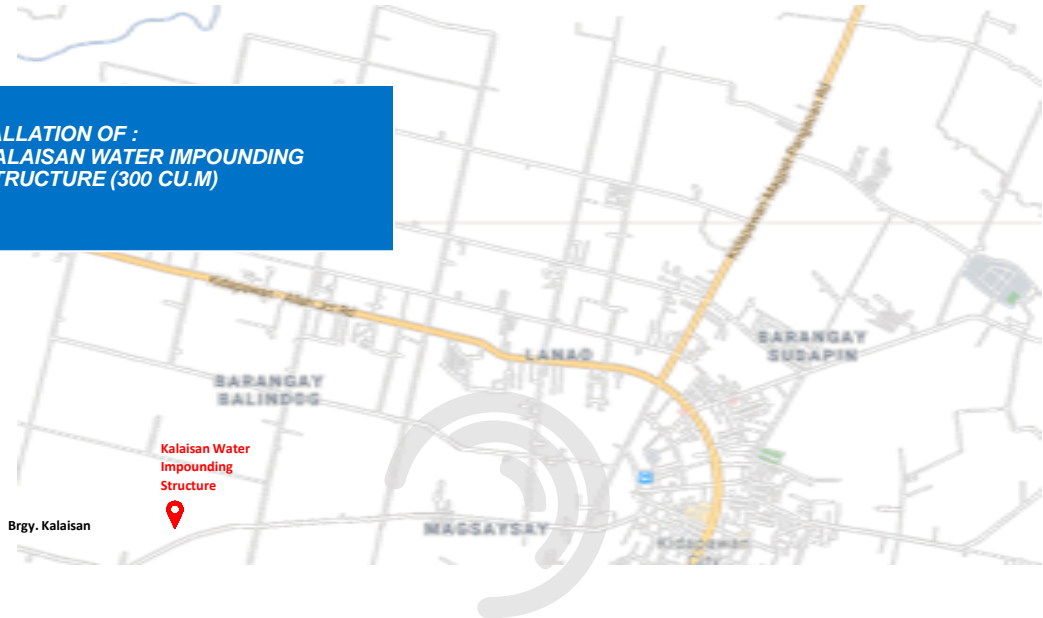 ALLATION OF :
ALAISAN WATER IMPOUNDING
TRUCTURE (300 CU.M)
LANAO
BARANGAY
SUDAPIN
BARANGAY
BALINDOG
Kalaisan Water
Impounding
Structure
Brgy. Kalaisan
MAGSAYSAY
Kidapawan